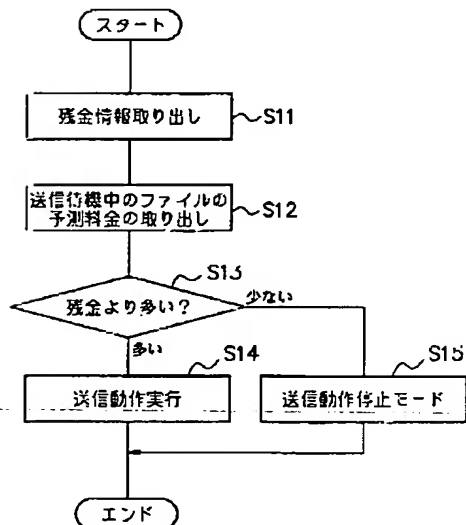 スタート
残金情報取り出し
S11
送信待機中のファイルの
予測料金の取り出し
S12
S13
残金より多い?
少ない
多い
S14
送信動作実行
S15
送信動作停止モード
エンド